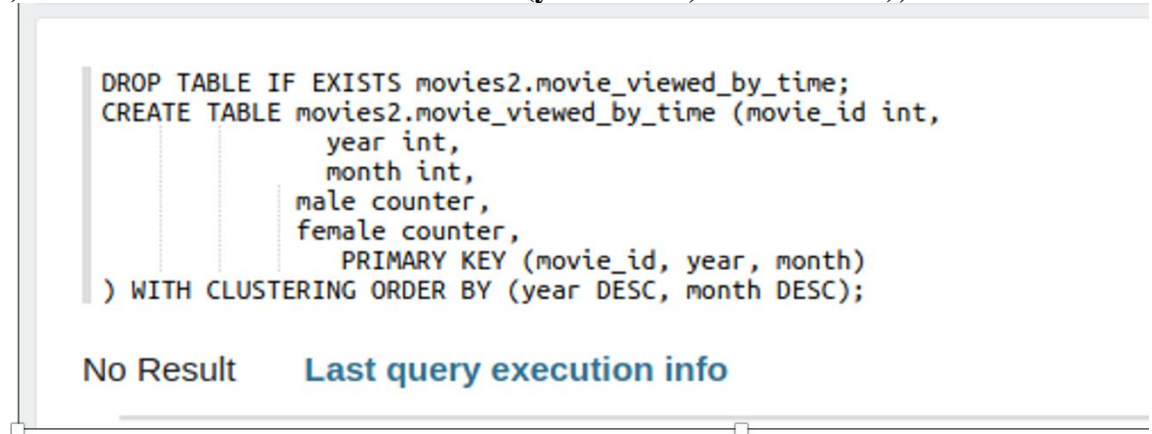 DROP TABLE IF EXISTS movies2.movie_viewed_by_time;
CREATE TABLE movies2.movie_viewed_by_time (movie_id int,
year int,
month int,
male counter,
female counter,
PRIMARY KEY (movie_id, year, month)
) WITH CLUSTERING ORDER BY (year DESC, month DESC);
No Result Last query execution info